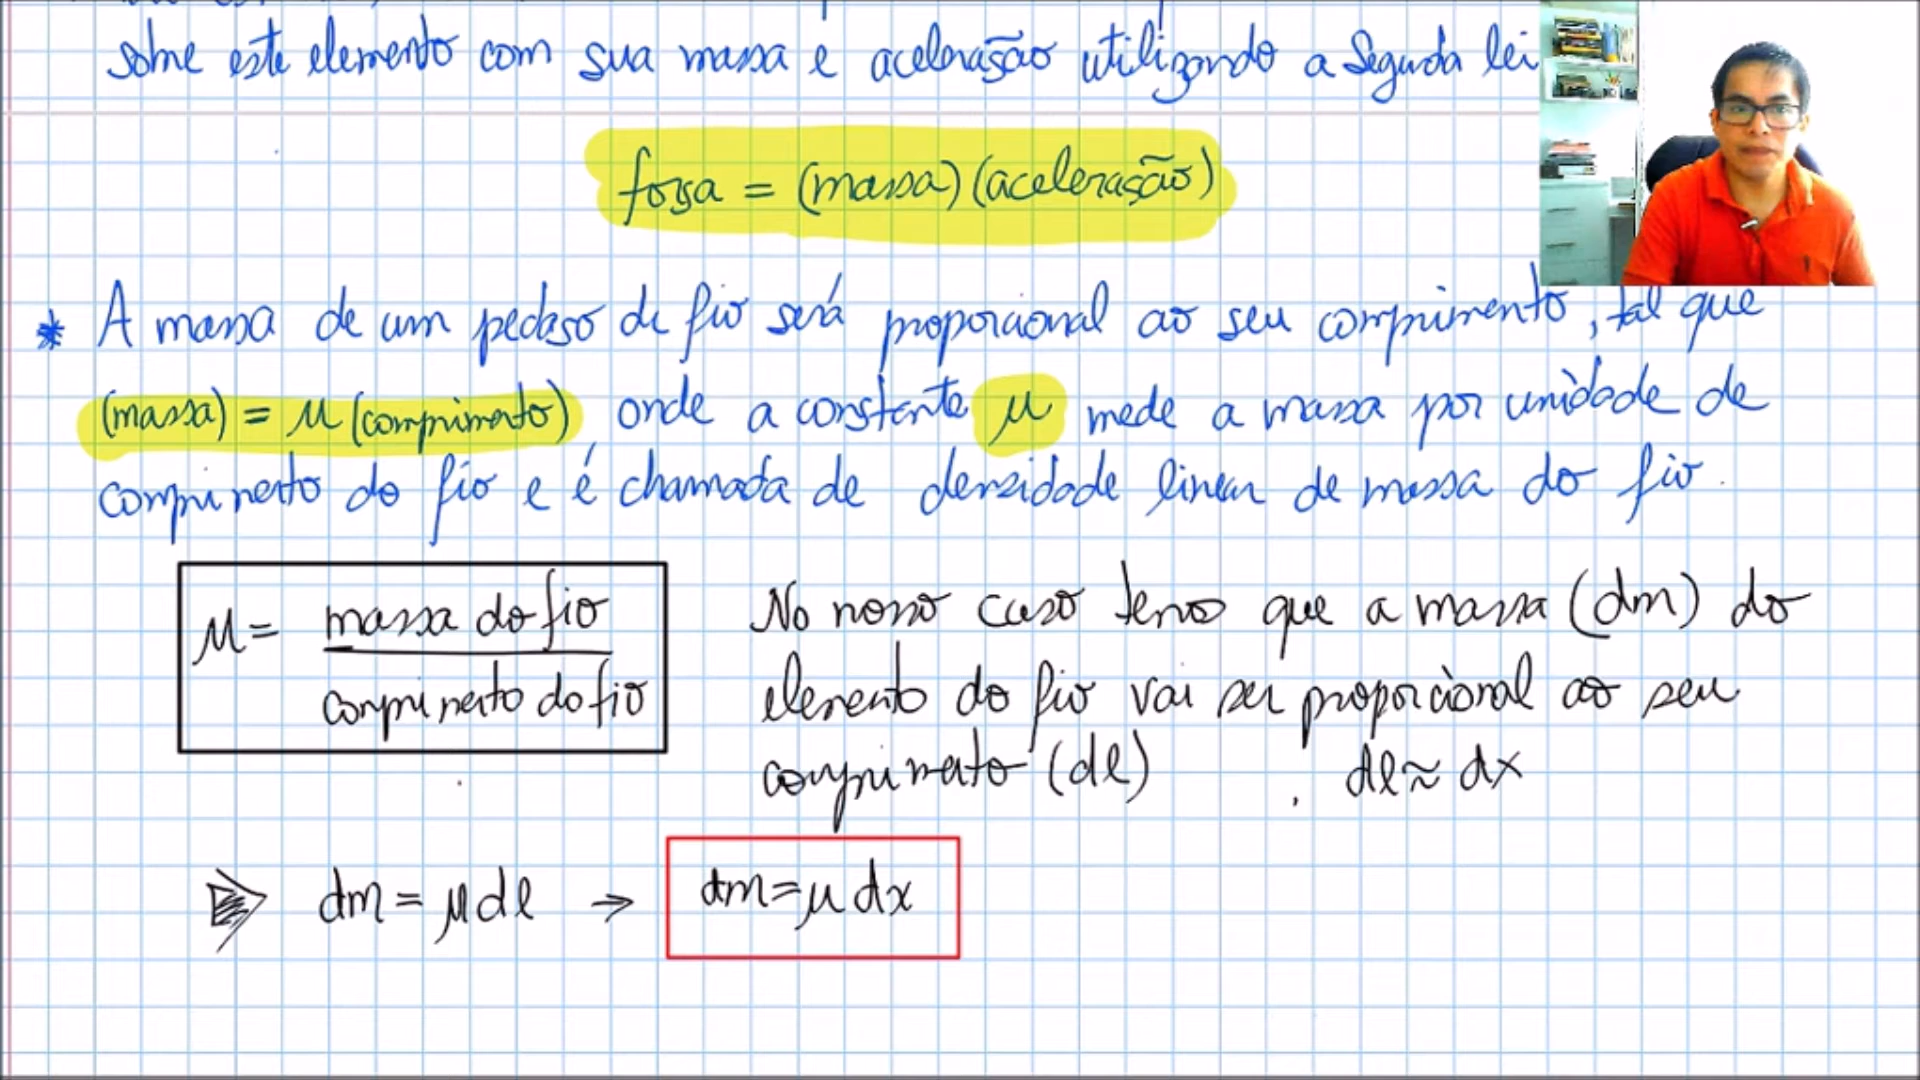 sobre este elemento com sua massa e aceleração utilizando a segunda lei
força = (massa)(aceleração)
* A massa de um pedaço de fio será proporcional ao seu comprimento, tal que
(massa) = μ (comprimento) onde a constante μ mede a massa por unidade de
comprimento do fio e é chamada de densidade linear de massa do fio.
μ = massa do fio
comprimento do fio
No nosso caso temos que a massa (dm) do
elemento do fio vai ser proporcional ao seu
comprimento (dl) dl ≈ dx
dm = μ dl → dm = μ dx